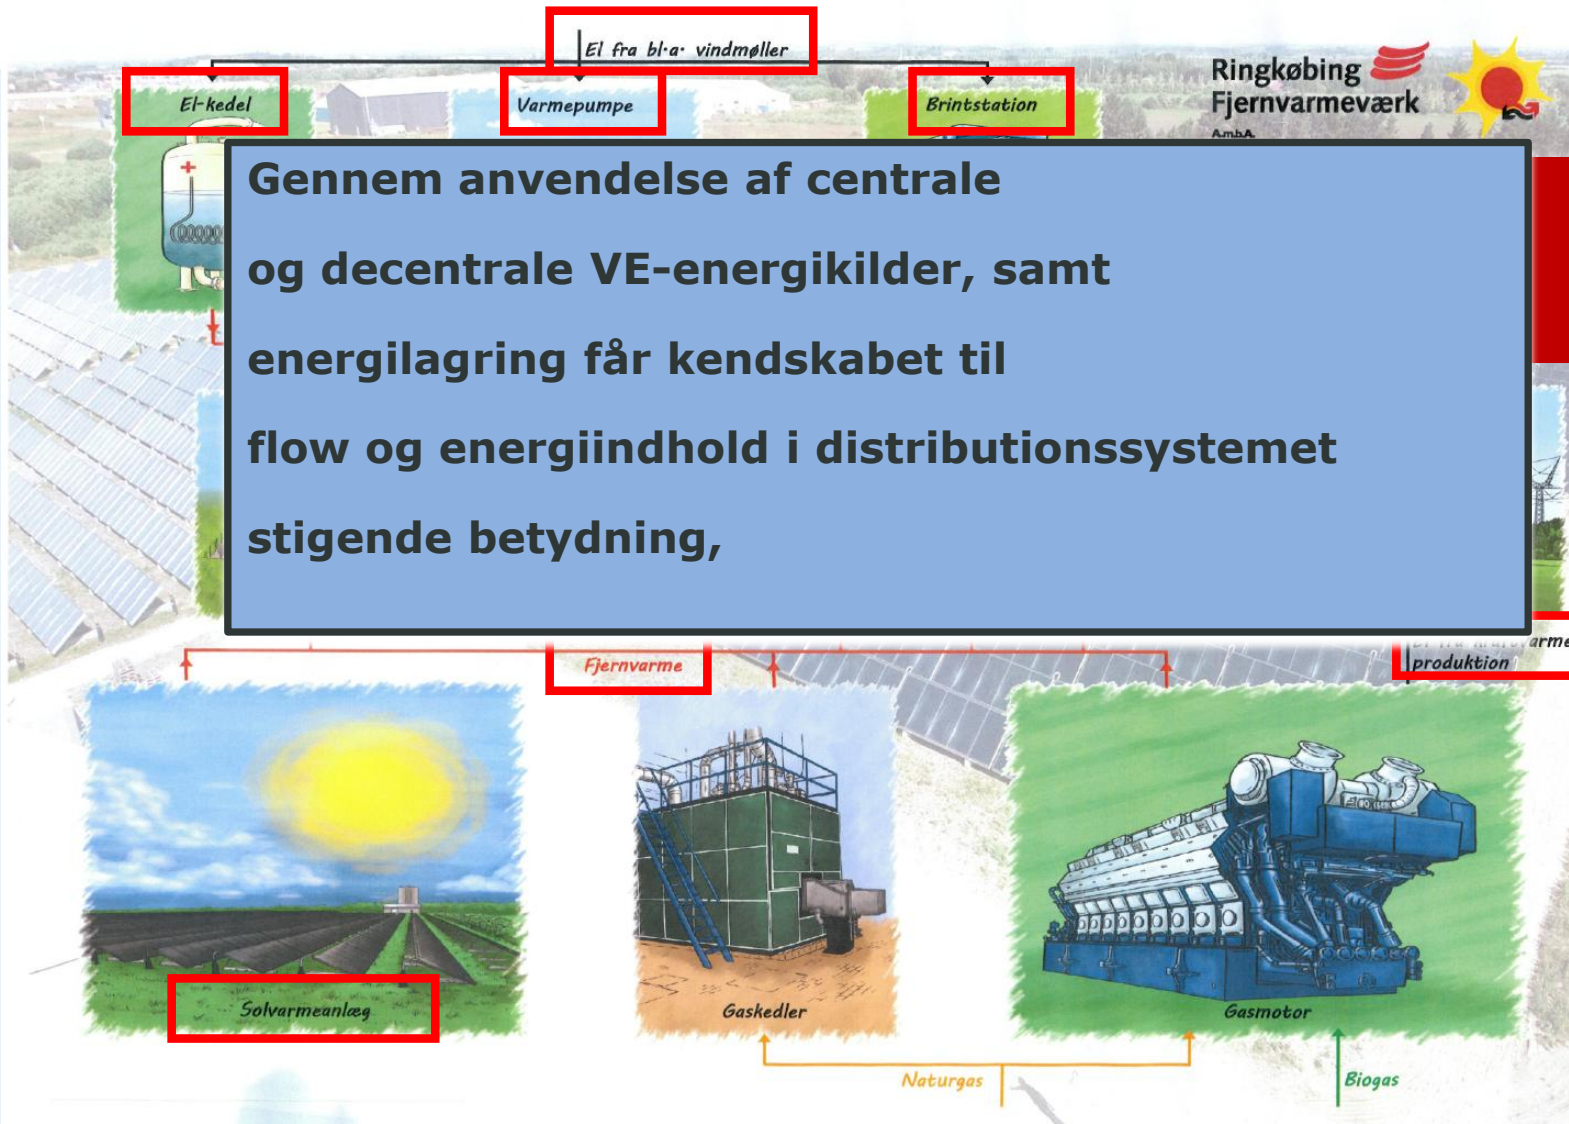 El fra bl.a. vindmøller
El-kedel
Varmepumpe
Brintstation
Ringkøbing
Fjernvarmeværk
A.m.b.A.
Gennem anvendelse af centrale
og decentrale VE-energikilder, samt
energilagring får kendskabet til
flow og energiindhold i distributionssystemet
stigende betydning,
Fjernvarme
produktion
Solvarmeanlæg
Gaskedler
Gasmotor
Naturgas
Biogas